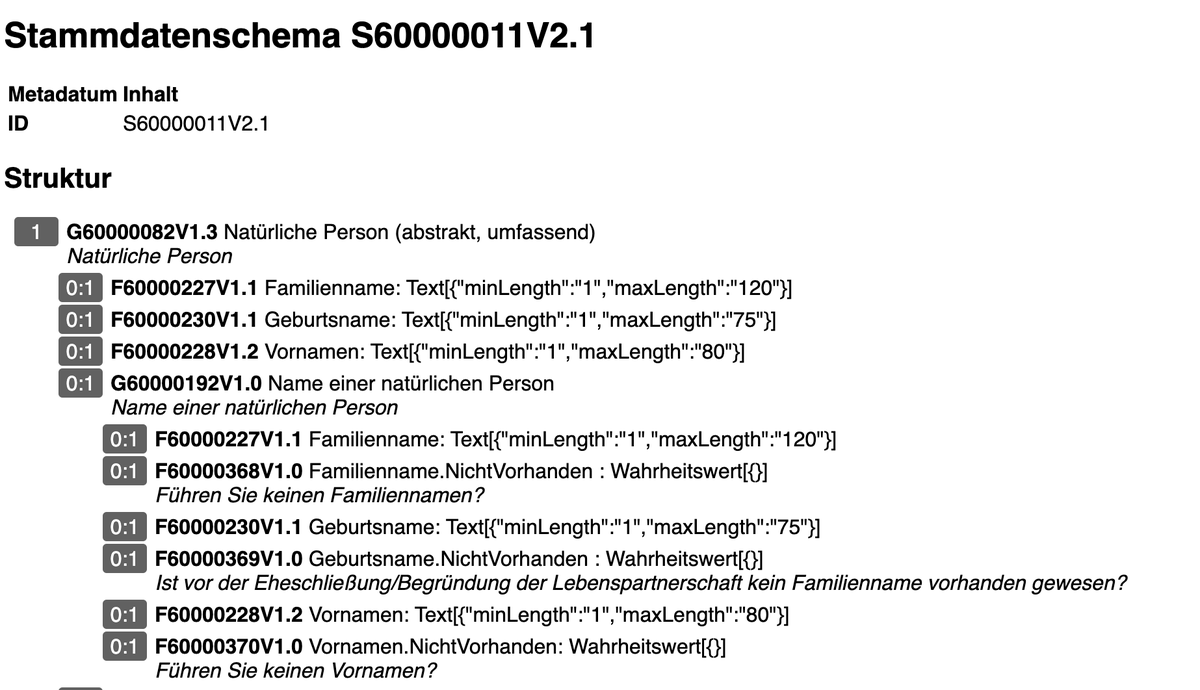 Stammdatenschema S60000011V2.1
Metadatum Inhalt
ID S60000011V2.1
Struktur
1 G60000082V1.3 Natürliche Person (abstrakt, umfassend)
Natürliche Person
0:1 F60000227V1.1 Familienname: Text[{"minLength":"1","maxLength":"120"}]
0:1 F60000230V1.1 Geburtsname: Text[{"minLength":"1","maxLength":"75"}]
0:1 F60000228V1.2 Vornamen: Text[{"minLength":"1","maxLength":"80"}]
0:1 G60000192V1.0 Name einer natürlichen Person
Name einer natürlichen Person
0:1 F60000227V1.1 Familienname: Text[{"minLength":"1","maxLength":"120"}]
0:1 F60000368V1.0 Familienname.NichtVorhanden : Wahrheitswert[{}]
Führen Sie keinen Familiennamen?
0:1 F60000230V1.1 Geburtsname: Text[{"minLength":"1","maxLength":"75"}]
0:1 F60000369V1.0 Geburtsname.NichtVorhanden : Wahrheitswert[{}]
Ist vor der Eheschließung/Begründung der Lebenspartnerschaft kein Familienname vorhanden gewesen?
0:1 F60000228V1.2 Vornamen: Text[{"minLength":"1","maxLength":"80"}]
0:1 F60000370V1.0 Vornamen.NichtVorhanden: Wahrheitswert[{}]
Führen Sie keinen Vornamen?